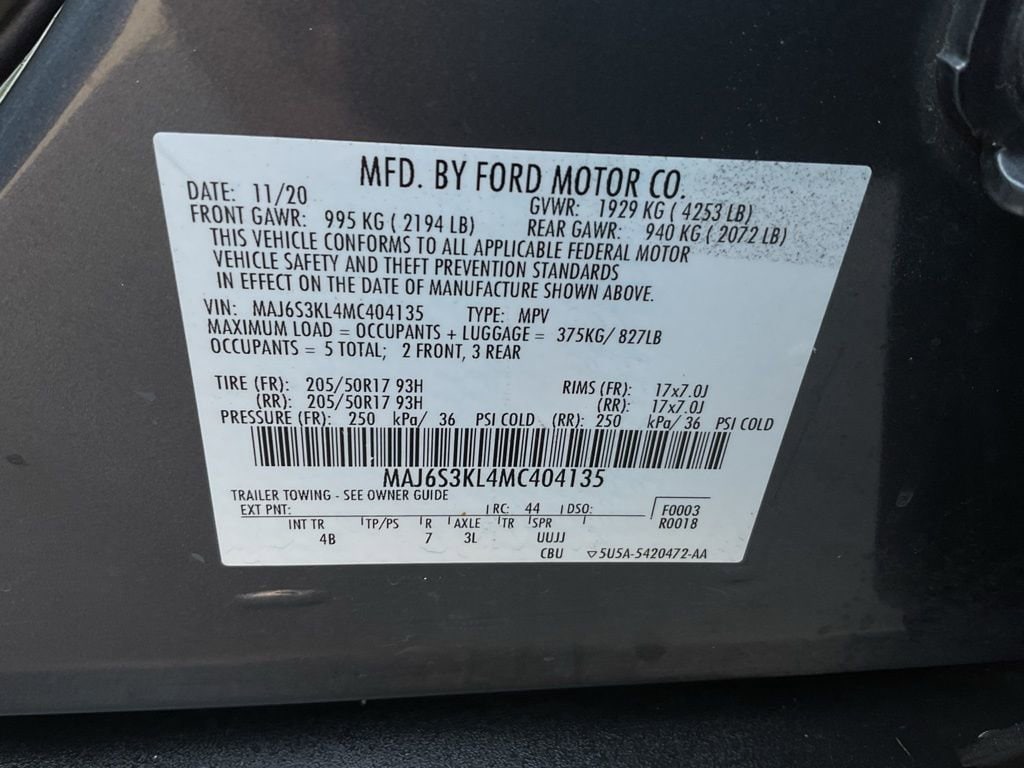 MFD. BY FORD MOTOR CO.
DATE: 11/20
GVWR: 1929 KG ( 4253 LB)
FRONT GAWR: 995 KG ( 2194 LB)
REAR GAWR: 940 KG ( 2072 LB)
THIS VEHICLE CONFORMS TO ALL APPLICABLE FEDERAL MOTOR
VEHICLE SAFETY AND THEFT PREVENTION STANDARDS
IN EFFECT ON THE DATE OF MANUFACTURE SHOWN ABOVE.
VIN: MAJ6S3KL4MC404135 TYPE: MPV
MAXIMUM LOAD = OCCUPANTS + LUGGAGE = 375KG/ 827LB
OCCUPANTS = 5 TOTAL; 2 FRONT, 3 REAR
TIRE (FR): 205/50R17 93H RIMS (FR): 17x7.0J
(RR): 205/50R17 93H (RR): 17x7.0J
PRESSURE (FR): 250 kPa/ 36 PSI COLD (RR): 250 kPa/ 36 PSI COLD
MAJ6S3KL4MC404135
TRAILER TOWING - SEE OWNER GUIDE
EXT PNT: RC: 44 DSO: F0003
INT TR TP/PS R AXLE TR SPR R0018
4B 7 3L UUJJ
CBU ▽5U5A-5420472-AA